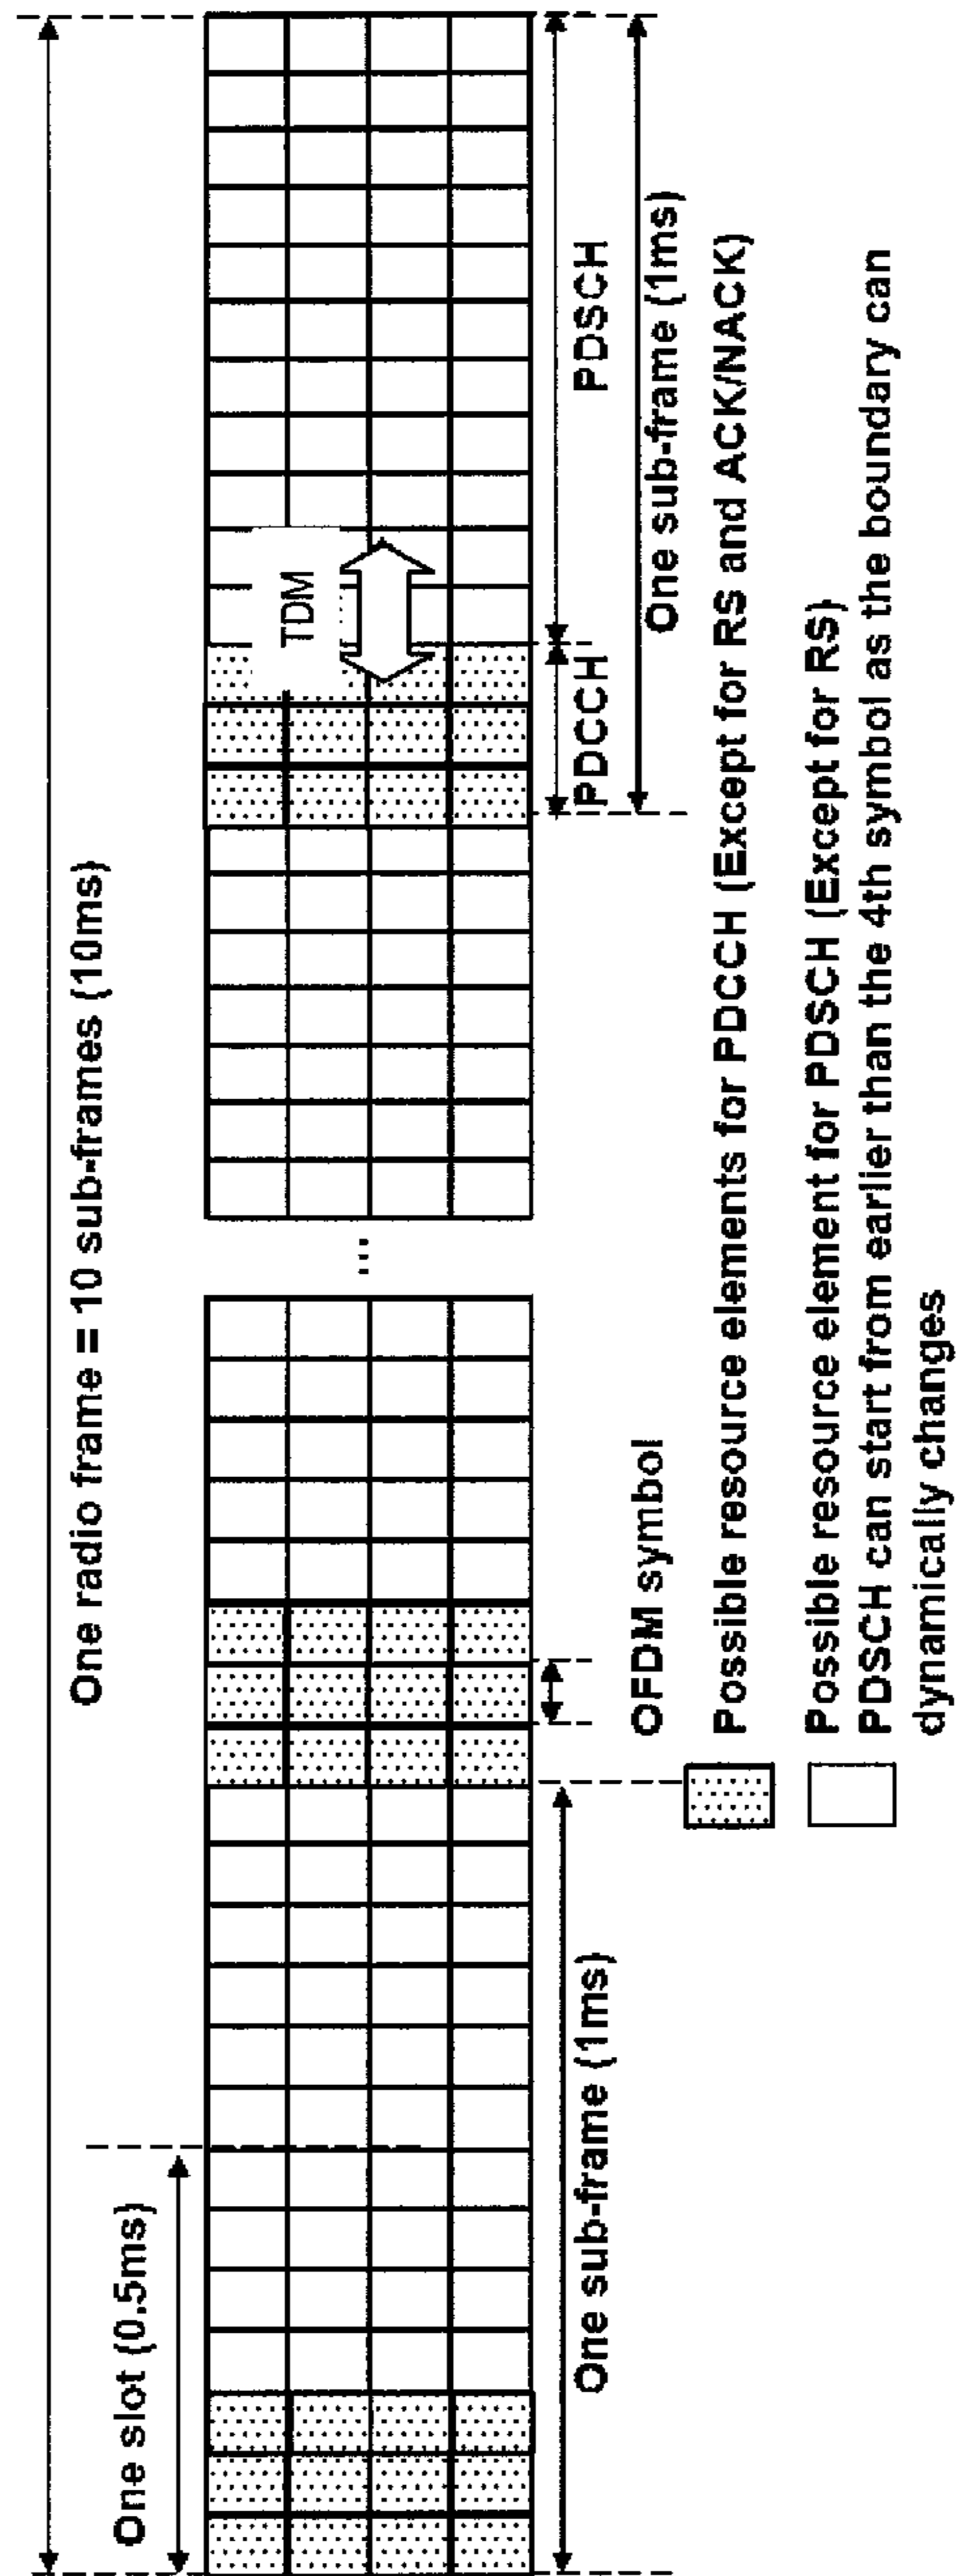 One radio frame = 10 sub-frames (10ms)
One slot (0.5ms)
...
TDM
One sub-frame (1ms)
PDCCH
PDSCH
One sub-frame (1ms)
OFDM symbol
Possible resource elements for PDCCH (Except for RS and ACK/NACK)
Possible resource element for PDSCH (Except for RS)
PDSCH can start from earlier than the 4th symbol as the boundary can
dynamically changes